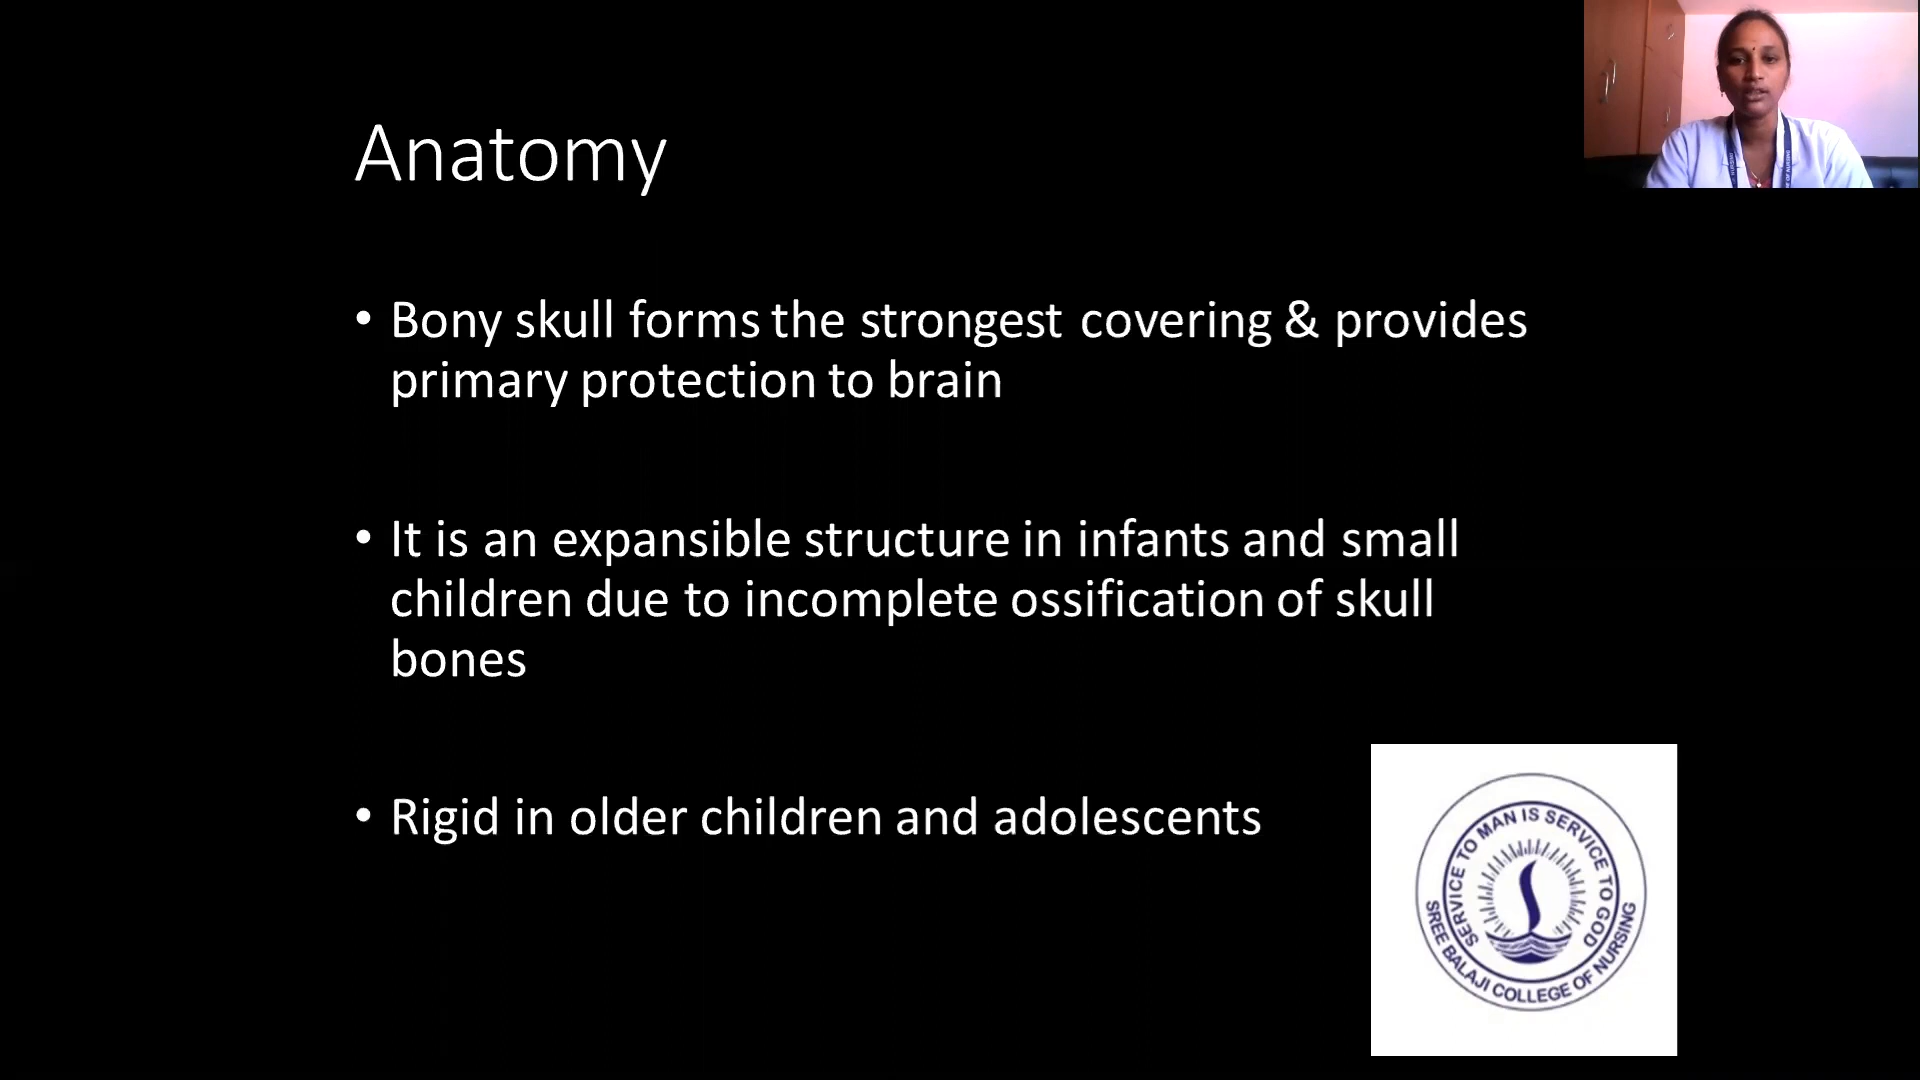 Anatomy
• Bony skull forms the strongest covering & provides
primary protection to brain
• It is an expansible structure in infants and small
children due to incomplete ossification of skull
bones
• Rigid in older children and adolescents
SERVICE TO MAN IS SERVICE TO GOD
SREE BALAJI COLLEGE OF NURSING